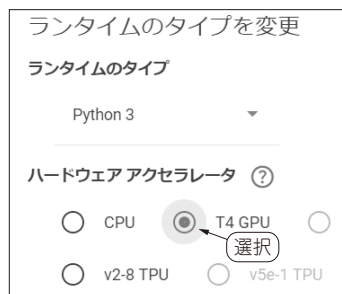 ランタイムのタイプを変更
ランタイムのタイプ
Python 3
ハードウェア アクセラレータ ?
CPU T4 GPU
選択
v2-8 TPU v5e-1 TPU